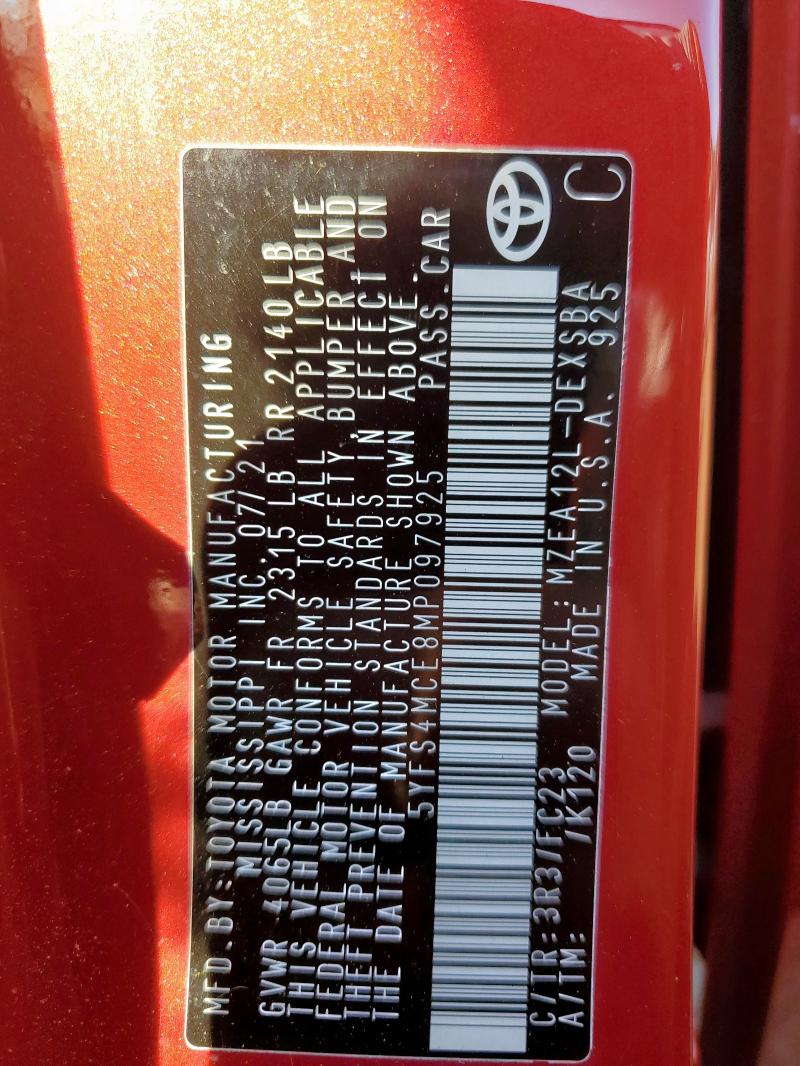 MFD.BY:TOYOTA MOTOR MANUFACTURING
MISSISSIPPI INC. 07/21
GVWR 4065LB GAWR FR 2315 LB RR 2140LB
THIS VEHICLE CONFORMS TO ALL APPLICABLE
FEDERAL MOTOR VEHICLE SAFETY, BUMPER AND
THEFT PREVENTION STANDARDS IN EFFECT ON
THE DATE OF MANUFACTURE SHOWN ABOVE.
5YFS4MCE8MP097925 PASS.CAR
C/TR:3R3/FC23 MODEL:MZEA12L-DEXSBA
A/TM: /K120 MADE IN U.S.A. 925
C